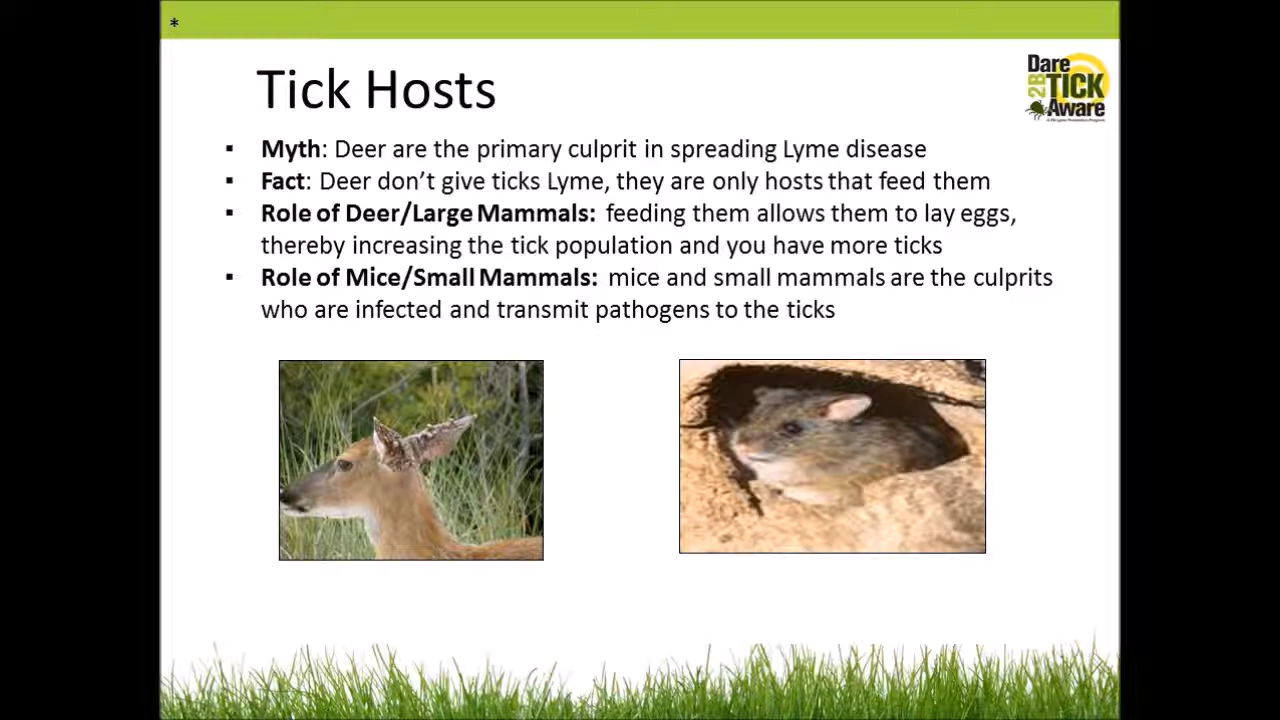 *
Tick Hosts
Dare
2B
TICK
Aware
▪ Myth: Deer are the primary culprit in spreading Lyme disease
▪ Fact: Deer don’t give ticks Lyme, they are only hosts that feed them
▪ Role of Deer/Large Mammals: feeding them allows them to lay eggs,
thereby increasing the tick population and you have more ticks
▪ Role of Mice/Small Mammals: mice and small mammals are the culprits
who are infected and transmit pathogens to the ticks